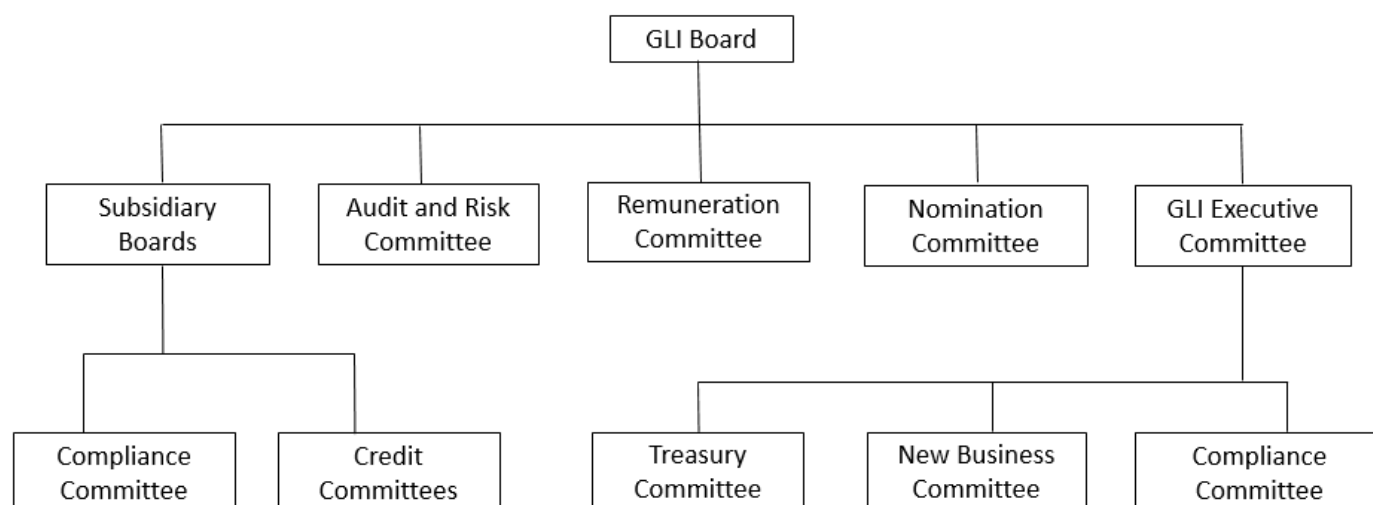 GLI Board
Subsidiary
Boards
Audit and Risk
Committee
Remuneration
Committee
Nomination
Committee
GLI Executive
Committee
Compliance
Committee
Credit
Committees
Treasury
Committee
New Business
Committee
Compliance
Committee